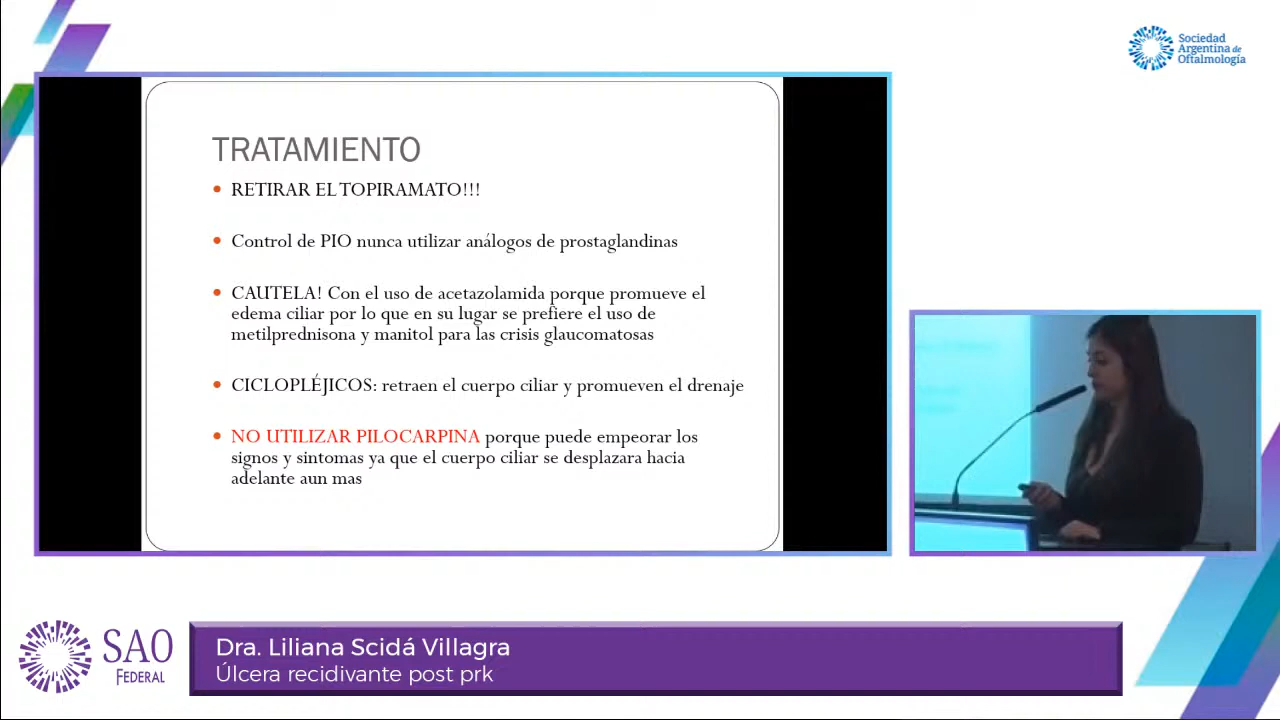 Sociedad
Argentina de
Oftalmología
TRATAMIENTO
• RETIRAR EL TOPIRAMATO!!!
• Control de PIO nunca utilizar análogos de prostaglandinas
• CAUTELA! Con el uso de acetazolamida porque promueve el
edema ciliar por lo que en su lugar se prefiere el uso de
metilprednisona y manitol para las crisis glaucomatosas
• CICLOPLÉJICOS: retraen el cuerpo ciliar y promueven el drenaje
• NO UTILIZAR PILOCARPINA porque puede empeorar los
signos y sintomas ya que el cuerpo ciliar se desplazara hacia
adelante aun mas
SAO
FEDERAL
Dra. Liliana Scidá Villagra
Úlcera recidivante post prk